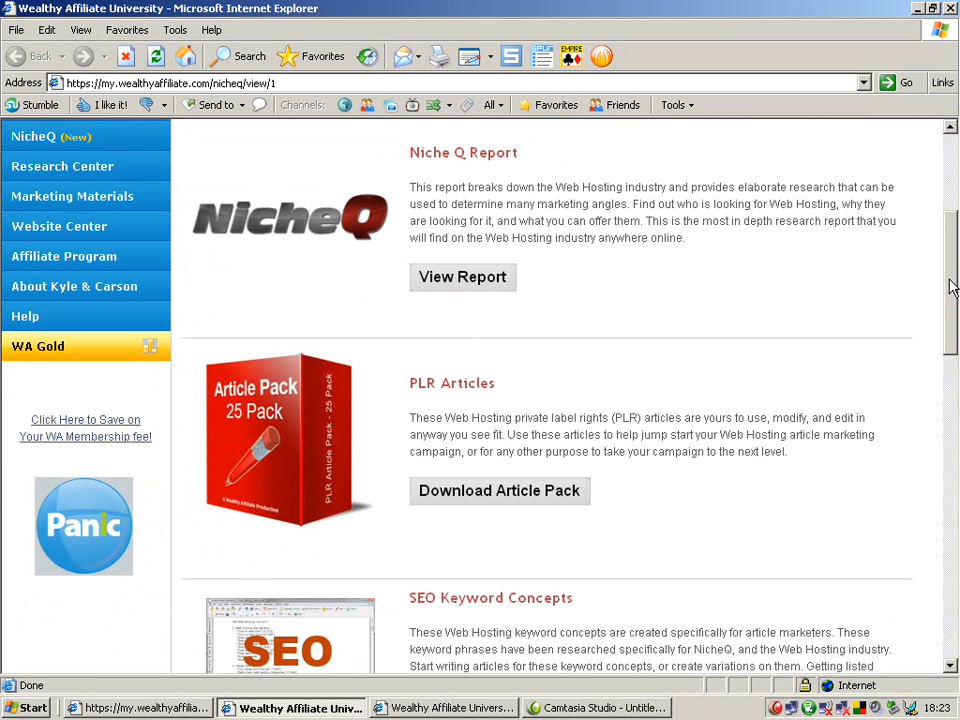 Wealthy Affiliate University - Microsoft Internet Explorer
File Edit View Favorites Tools Help
Back Search Favorites
Address https://my.wealthyaffiliate.com/nicheq/view/1 Go Links
Stumble I like it! Send to Channels: All Favorites Friends Tools
NicheQ (New)
Research Center
Marketing Materials
Website Center
Affiliate Program
About Kyle & Carson
Help
WA Gold
Click Here to Save on
Your WA Membership fee!
Panic
NicheQ
Niche Q Report
This report breaks down the Web Hosting industry and provides elaborate research that can be
used to determine many marketing angles. Find out who is looking for Web Hosting, why they
are looking for it, and what you can offer them. This is the most in depth research report that you
will find on the Web Hosting industry anywhere online.
View Report
Article Pack
25 Pack
PLR Article Pack - 25 Pack
A Wealthy Affiliate Production
PLR Articles
These Web Hosting private label rights (PLR) articles are yours to use, modify, and edit in
anyway you see fit. Use these articles to help jump start your Web Hosting article marketing
campaign, or for any other purpose to take your campaign to the next level.
Download Article Pack
SEO
SEO Keyword Concepts
These Web Hosting keyword concepts are created specifically for article marketers. These
keyword phrases have been researched specifically for NicheQ, and the Web Hosting industry.
Start writing articles for these keyword concepts, or create variations on them. Getting listed
Done Internet
Start https://my.wealthyaffilia... Wealthy Affiliate Uni... Wealthy Affiliate Univers... Camtasia Studio - Untitle... 18:23